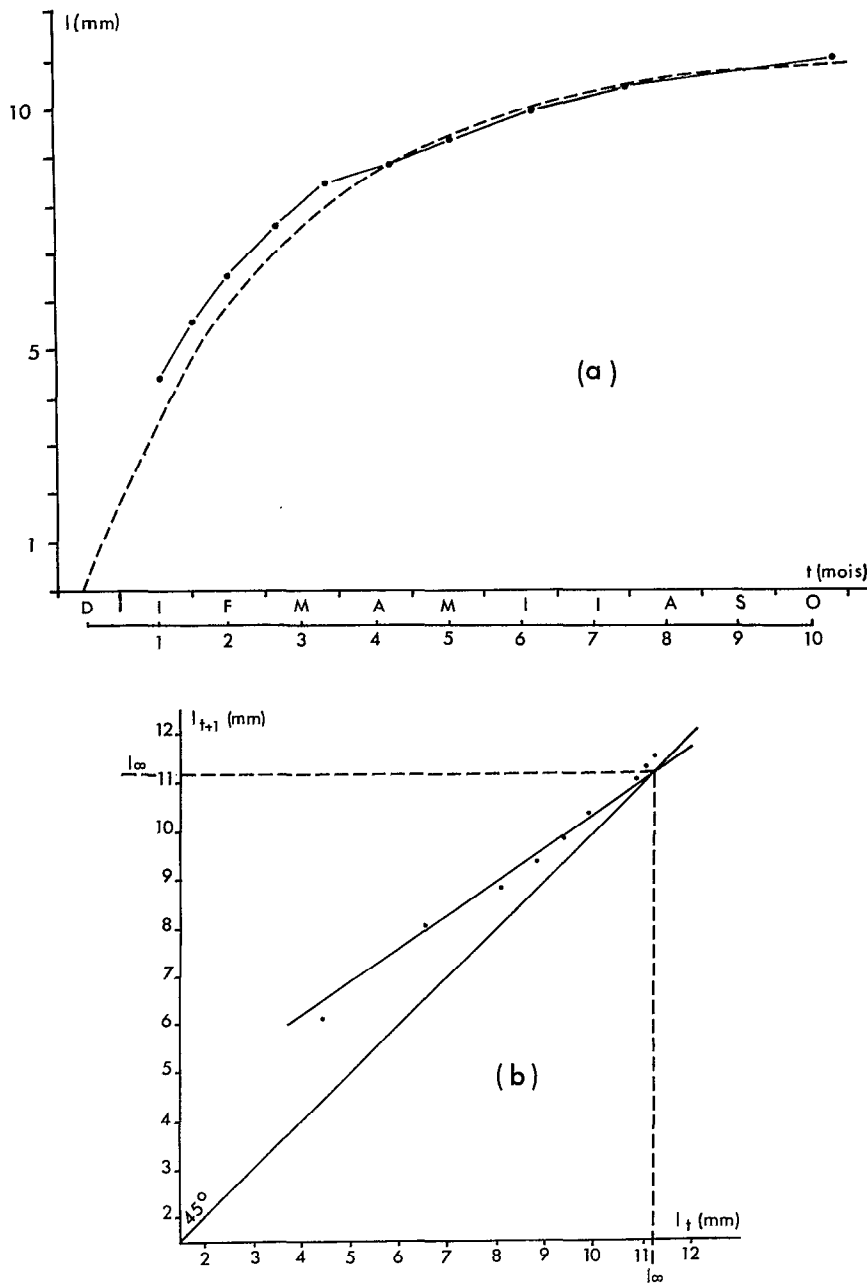 l (mm)
10
5
1
(a)
t (mois)
D J F M A M J J A S O
1 2 3 4 5 6 7 8 9 10
l t+1 (mm)
12
l∞
11
10
9
8
7
6
5
4
3
2
(b)
45°
l t (mm)
2 3 4 5 6 7 8 9 10 11 12
l∞